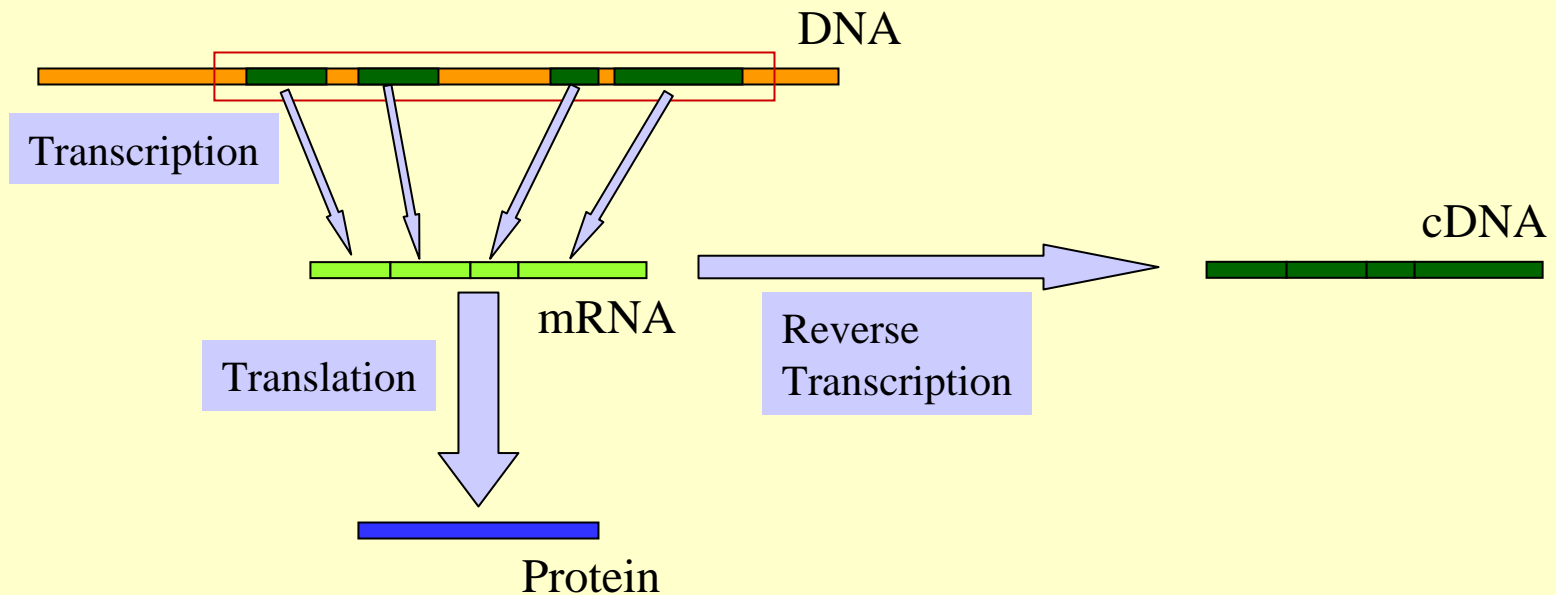 DNA
Transcription
cDNA
mRNA
Reverse
Transcription
Translation
Protein